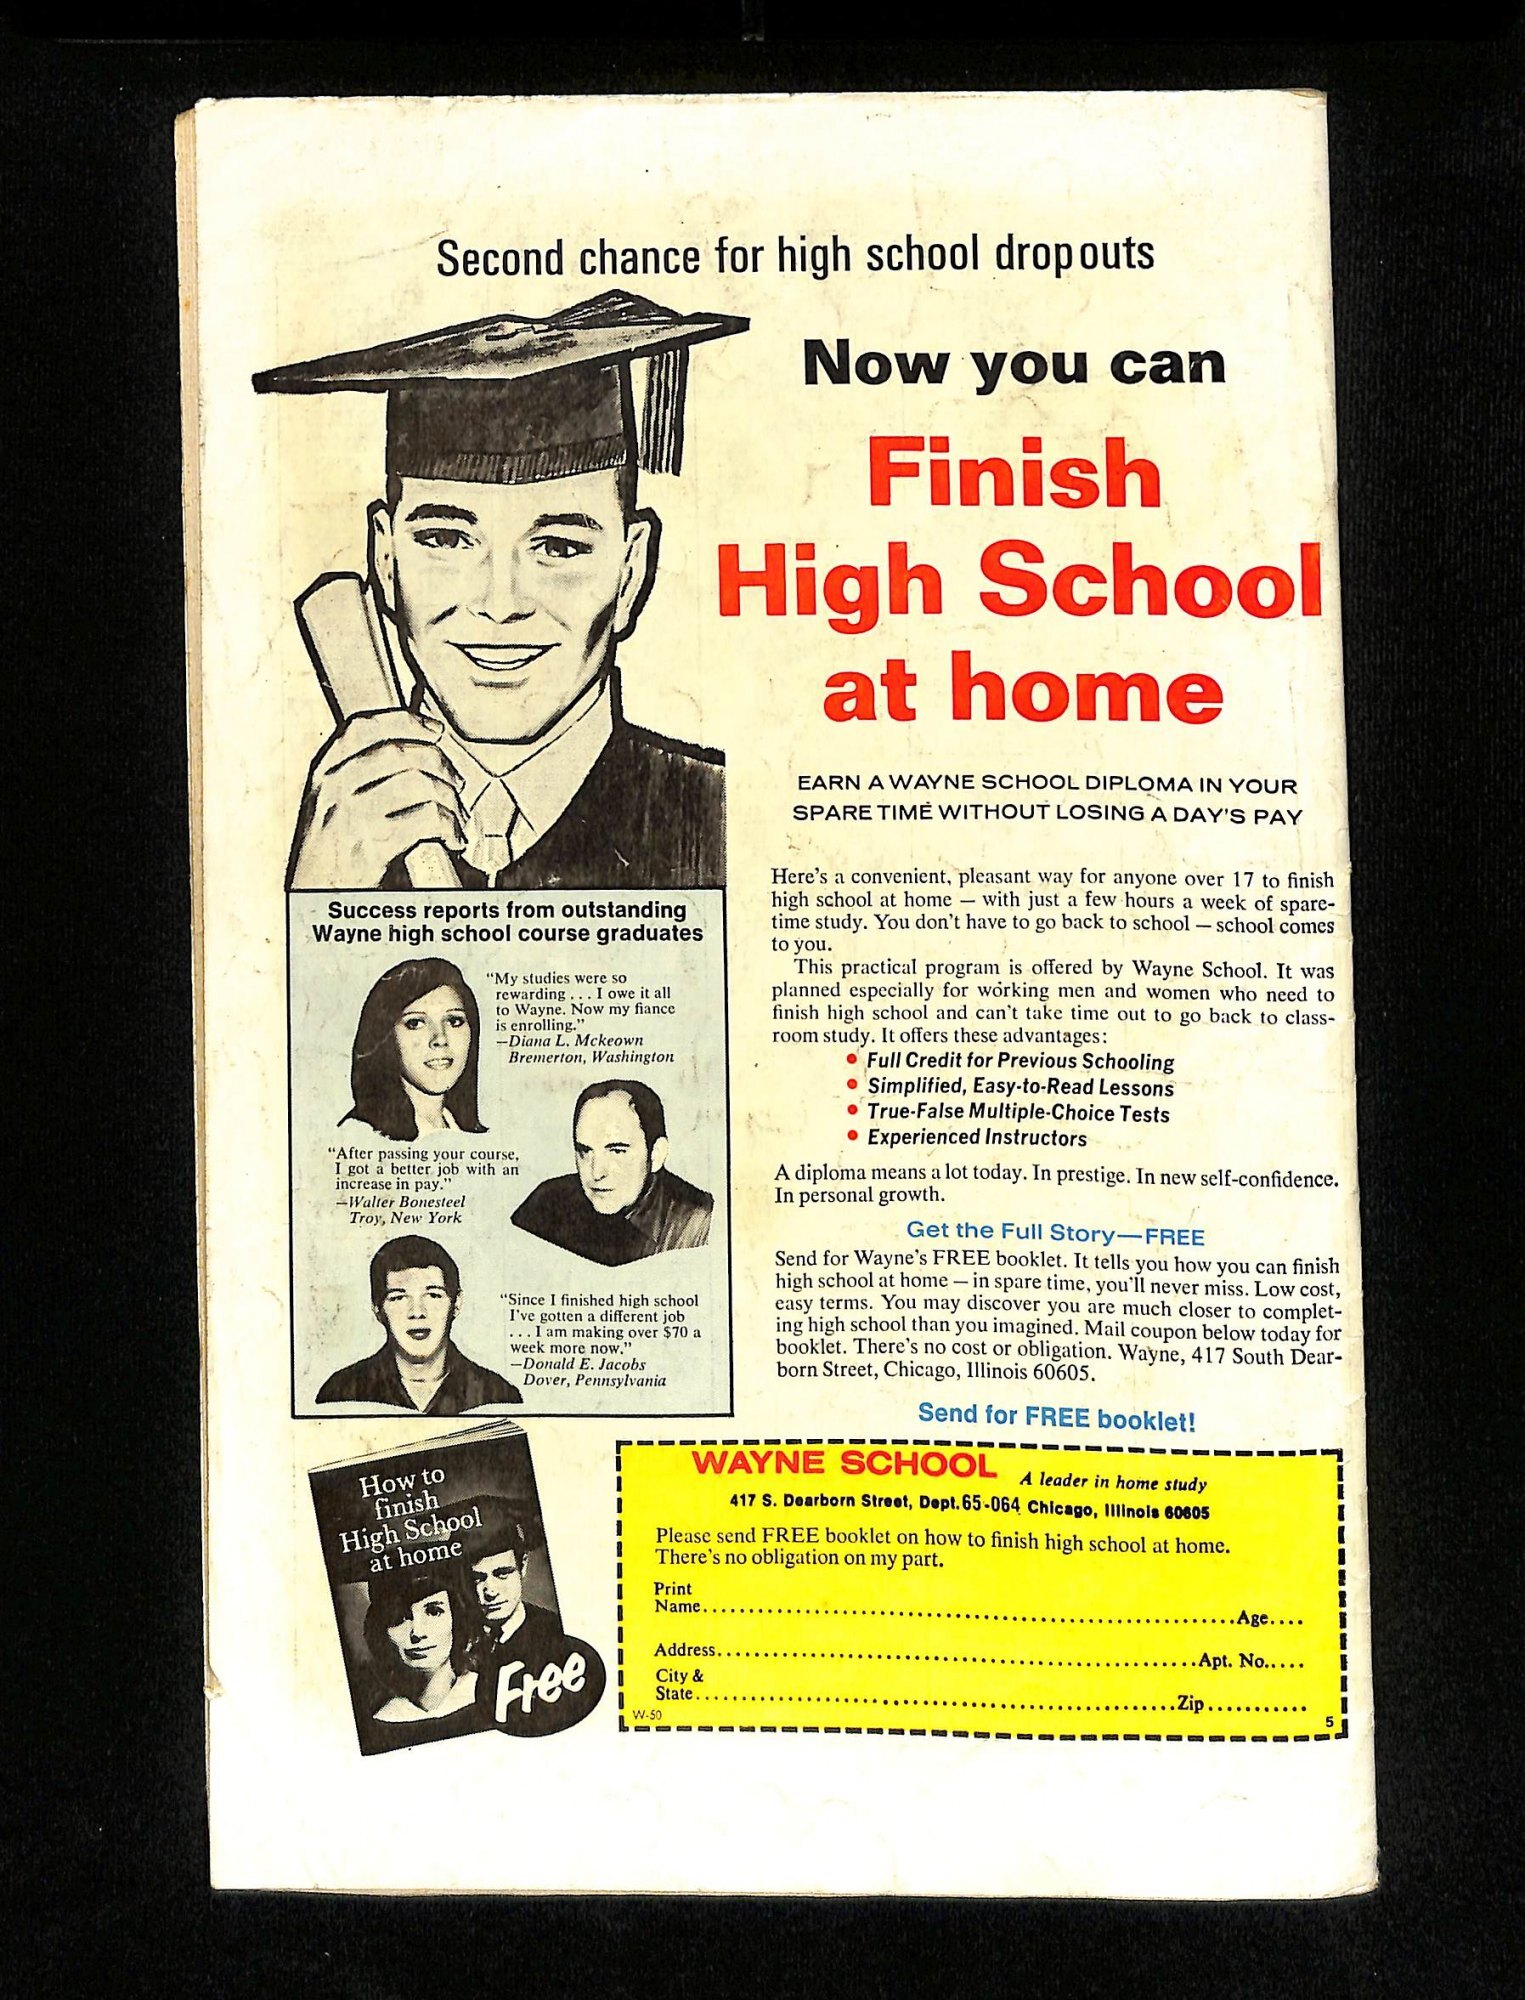 Second chance for high school dropouts
Now you can
Finish
High School
at home
EARN A WAYNE SCHOOL DIPLOMA IN YOUR
SPARE TIME WITHOUT LOSING A DAY'S PAY
Here's a convenient, pleasant way for anyone over 17 to finish
high school at home — with just a few hours a week of spare-
time study. You don't have to go back to school — school comes
to you.
This practical program is offered by Wayne School. It was
planned especially for working men and women who need to
finish high school and can't take time out to go back to class-
room study. It offers these advantages:
• Full Credit for Previous Schooling
• Simplified, Easy-to-Read Lessons
• True-False Multiple-Choice Tests
• Experienced Instructors
A diploma means a lot today. In prestige. In new self-confidence.
In personal growth.
Get the Full Story—FREE
Send for Wayne's FREE booklet. It tells you how you can finish
high school at home — in spare time, you'll never miss. Low cost,
easy terms. You may discover you are much closer to complet-
ing high school than you imagined. Mail coupon below today for
booklet. There's no cost or obligation. Wayne, 417 South Dear-
born Street, Chicago, Illinois 60605.
Send for FREE booklet!
Success reports from outstanding
Wayne high school course graduates
"My studies were so
rewarding . . . I owe it all
to Wayne. Now my fiance
is enrolling."
—Diana L. Mckeown
Bremerton, Washington
"After passing your course,
I got a better job with an
increase in pay."
—Walter Bonesteel
Troy, New York
"Since I finished high school
I've gotten a different job
. . . I am making over $70 a
week more now."
—Donald E. Jacobs
Dover, Pennsylvania
How to
finish
High School
at home
Free
WAYNE SCHOOL A leader in home study
417 S. Dearborn Street, Dept. 65-064 Chicago, Illinois 60605
Please send FREE booklet on how to finish high school at home.
There's no obligation on my part.
Print
Name..........Age....
Address..........Apt. No.....
City &
State..........Zip...........
W-50 5